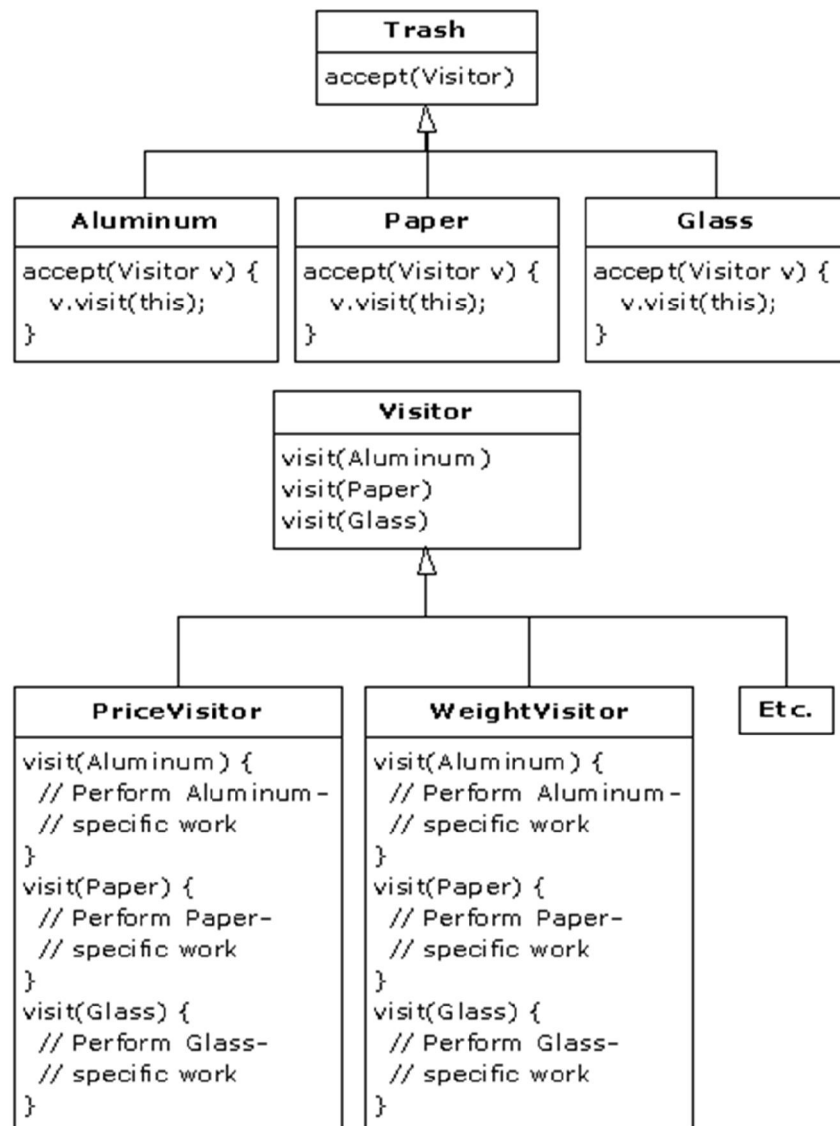 Trash
accept(Visitor)
Aluminum
accept(Visitor v) {
v.visit(this);
}
Paper
accept(Visitor v) {
v.visit(this);
}
Glass
accept(Visitor v) {
v.visit(this);
}
Visitor
visit(Aluminum)
visit(Paper)
visit(Glass)
PriceVisitor
visit(Aluminum) {
// Perform Aluminum-
// specific work
}
visit(Paper) {
// Perform Paper-
// specific work
}
visit(Glass) {
// Perform Glass-
// specific work
}
WeightVisitor
visit(Aluminum) {
// Perform Aluminum-
// specific work
}
visit(Paper) {
// Perform Paper-
// specific work
}
visit(Glass) {
// Perform Glass-
// specific work
}
Etc.